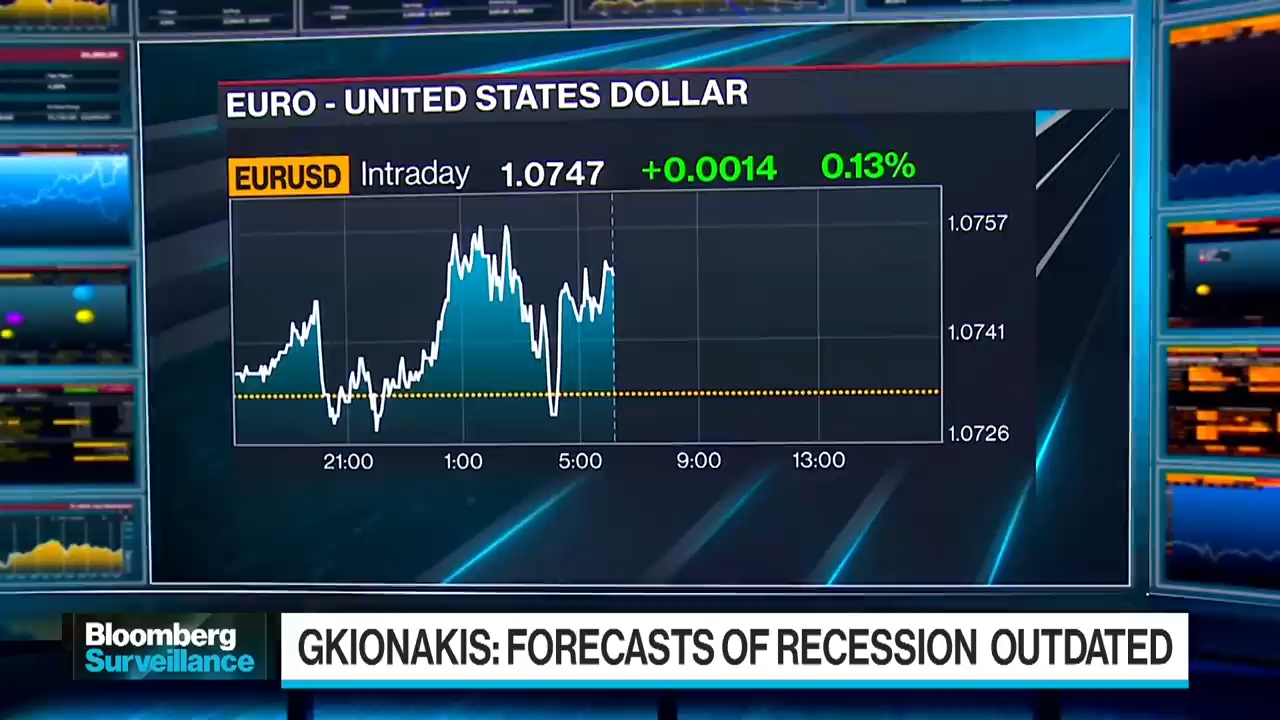 EURO - UNITED STATES DOLLAR
EURUSD Intraday 1.0747 +0.0014 0.13%
1.0757
1.0741
1.0726
21:00 1:00 5:00 9:00 13:00
Bloomberg
Surveillance
GKIONAKIS: FORECASTS OF RECESSION OUTDATED